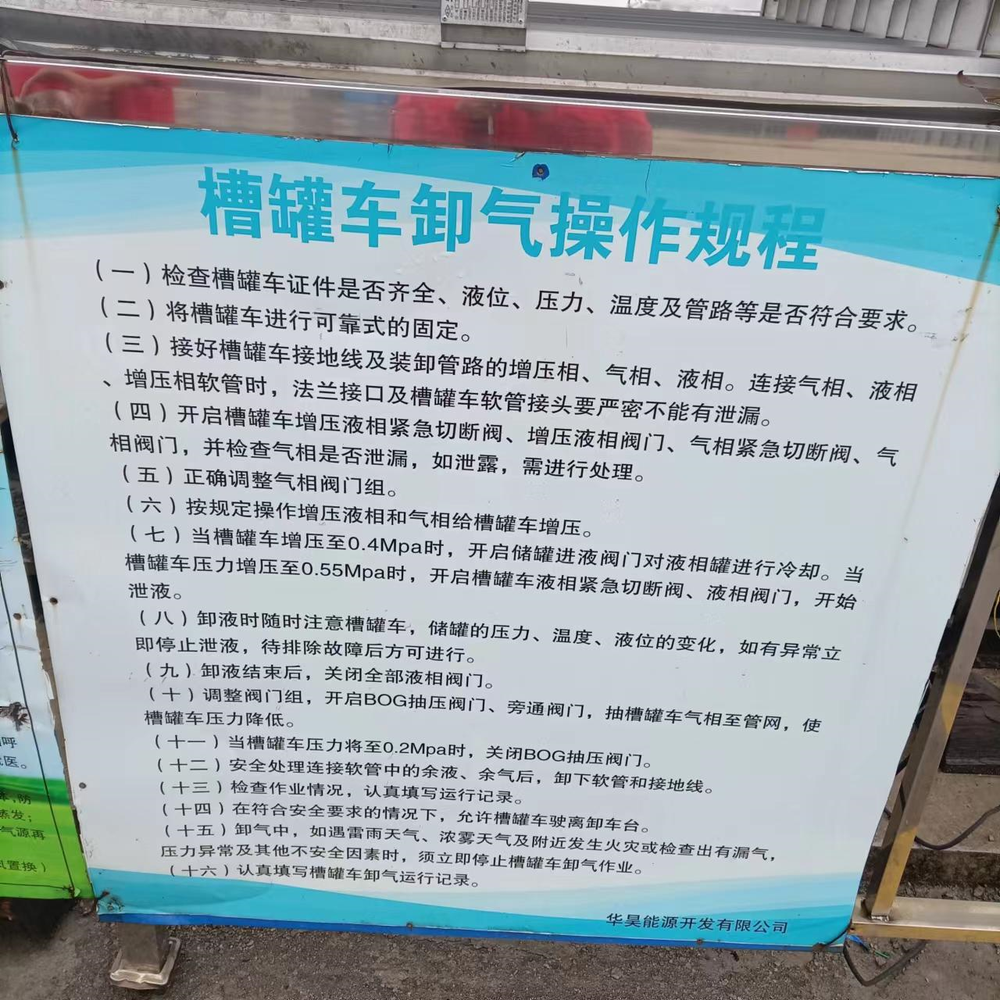 槽罐车卸气操作规程
（一）检查槽罐车证件是否齐全、液位、压力、温度及管路等是否符合要求。
（二）将槽罐车进行可靠式的固定。
（三）接好槽罐车接地线及装卸管路的增压相、气相、液相。连接气相、液相
、增压相软管时，法兰接口及槽罐车软管接头要严密不能有泄漏。
（四）开启槽罐车增压液相紧急切断阀、增压液相阀门、气相紧急切断阀、气
相阀门，并检查气相是否泄漏，如泄露，需进行处理。
（五）正确调整气相阀门组。
（六）按规定操作增压液相和气相给槽罐车增压。
（七）当槽罐车增压至0.4Mpa时，开启储罐进液阀门对液相罐进行冷却。当
槽罐车压力增压至0.55Mpa时，开启槽罐车液相紧急切断阀、液相阀门，开始
泄液。
（八）卸液时随时注意槽罐车，储罐的压力、温度、液位的变化，如有异常立
即停止泄液，待排除故障后方可进行。
（九）卸液结束后，关闭全部液相阀门。
（十）调整阀门组，开启BOG抽压阀门、旁通阀门，抽槽罐车气相至管网，使
槽罐车压力降低。
（十一）当槽罐车压力将至0.2Mpa时，关闭BOG抽压阀门。
（十二）安全处理连接软管中的余液、余气后，卸下软管和接地线。
（十三）检查作业情况，认真填写运行记录。
（十四）在符合安全要求的情况下，允许槽罐车驶离卸车台。
（十五）卸气中，如遇雷雨天气、浓雾天气及附近发生火灾或检查出有漏气，
压力异常及其他不安全因素时，须立即停止槽罐车卸气作业。
（十六）认真填写槽罐车卸气运行记录。
华昊能源开发有限公司
呼
医。
,防
蒸发；
气源再
置换）